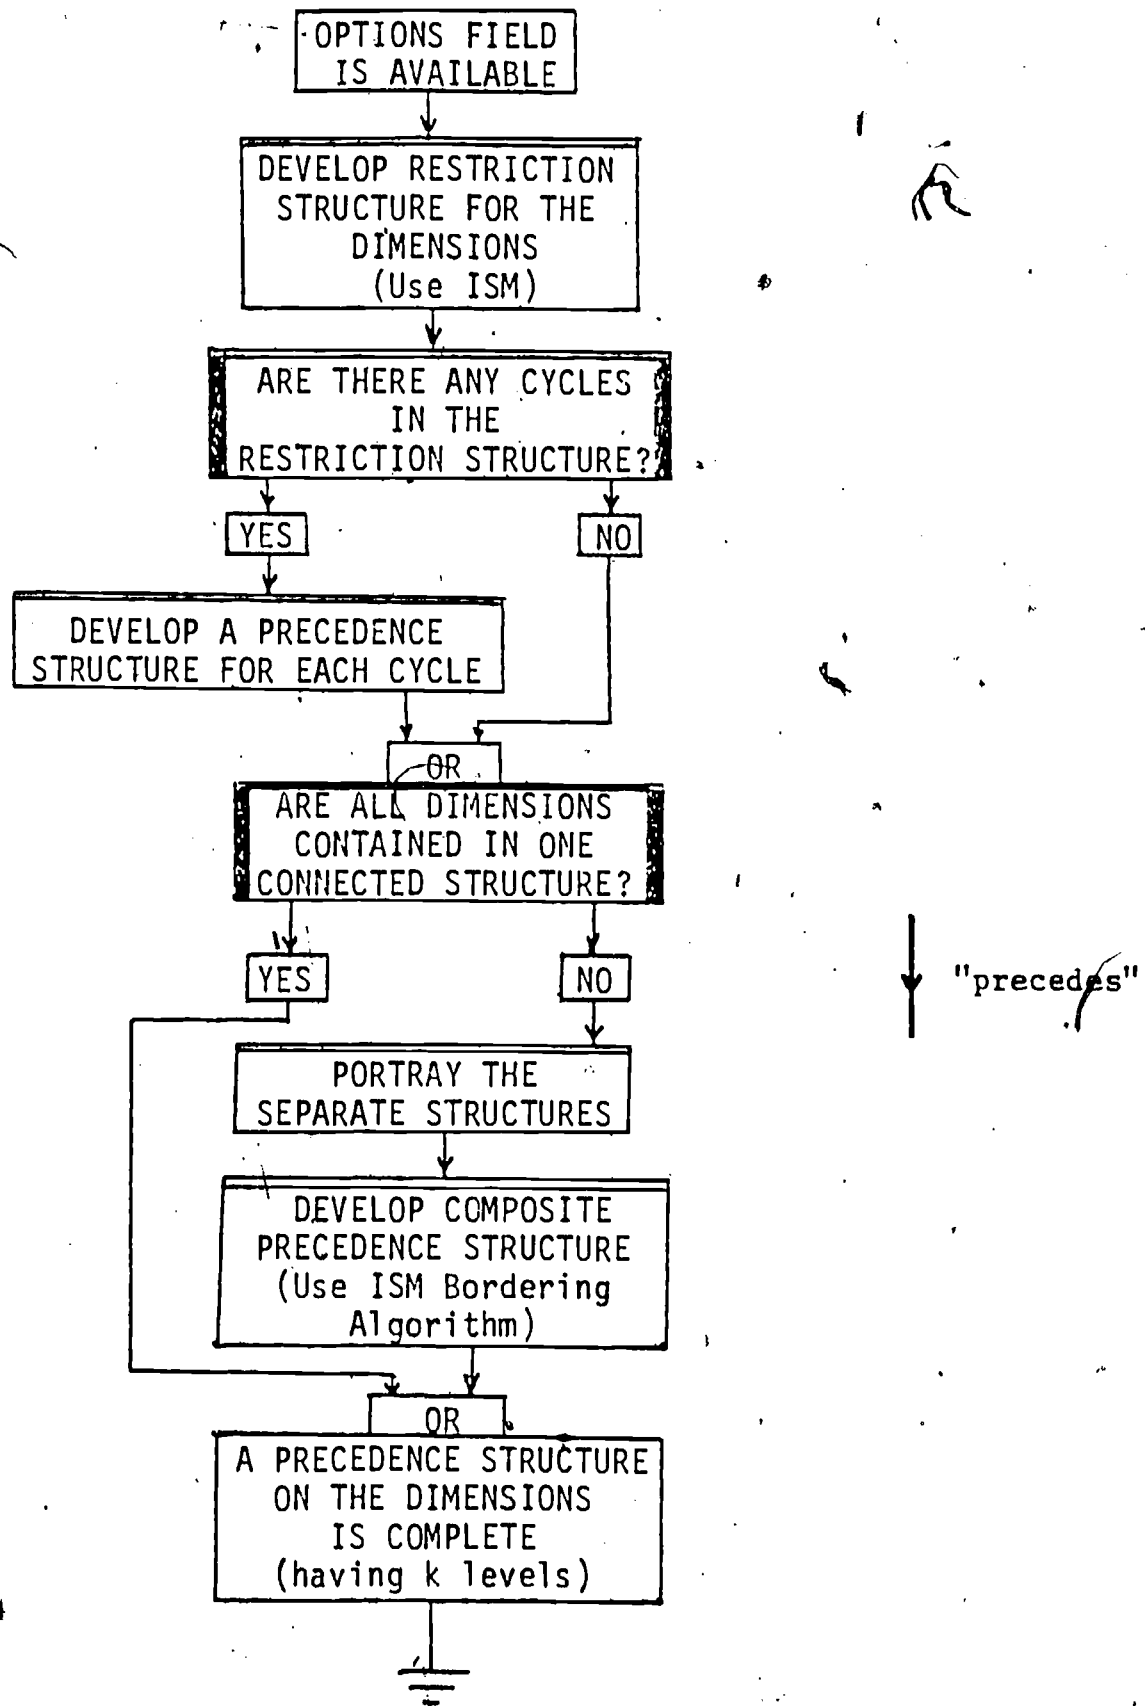 OPTIONS FIELD
IS AVAILABLE
DEVELOP RESTRICTION
STRUCTURE FOR THE
DIMENSIONS
(Use ISM)
ARE THERE ANY CYCLES
IN THE
RESTRICTION STRUCTURE?
YES
NO
DEVELOP A PRECEDENCE
STRUCTURE FOR EACH CYCLE
OR
ARE ALL DIMENSIONS
CONTAINED IN ONE
CONNECTED STRUCTURE?
YES
NO
"precedes"
PORTRAY THE
SEPARATE STRUCTURES
DEVELOP COMPOSITE
PRECEDENCE STRUCTURE
(Use ISM Bordering
Algorithm)
OR
A PRECEDENCE STRUCTURE
ON THE DIMENSIONS
IS COMPLETE
(having k levels)